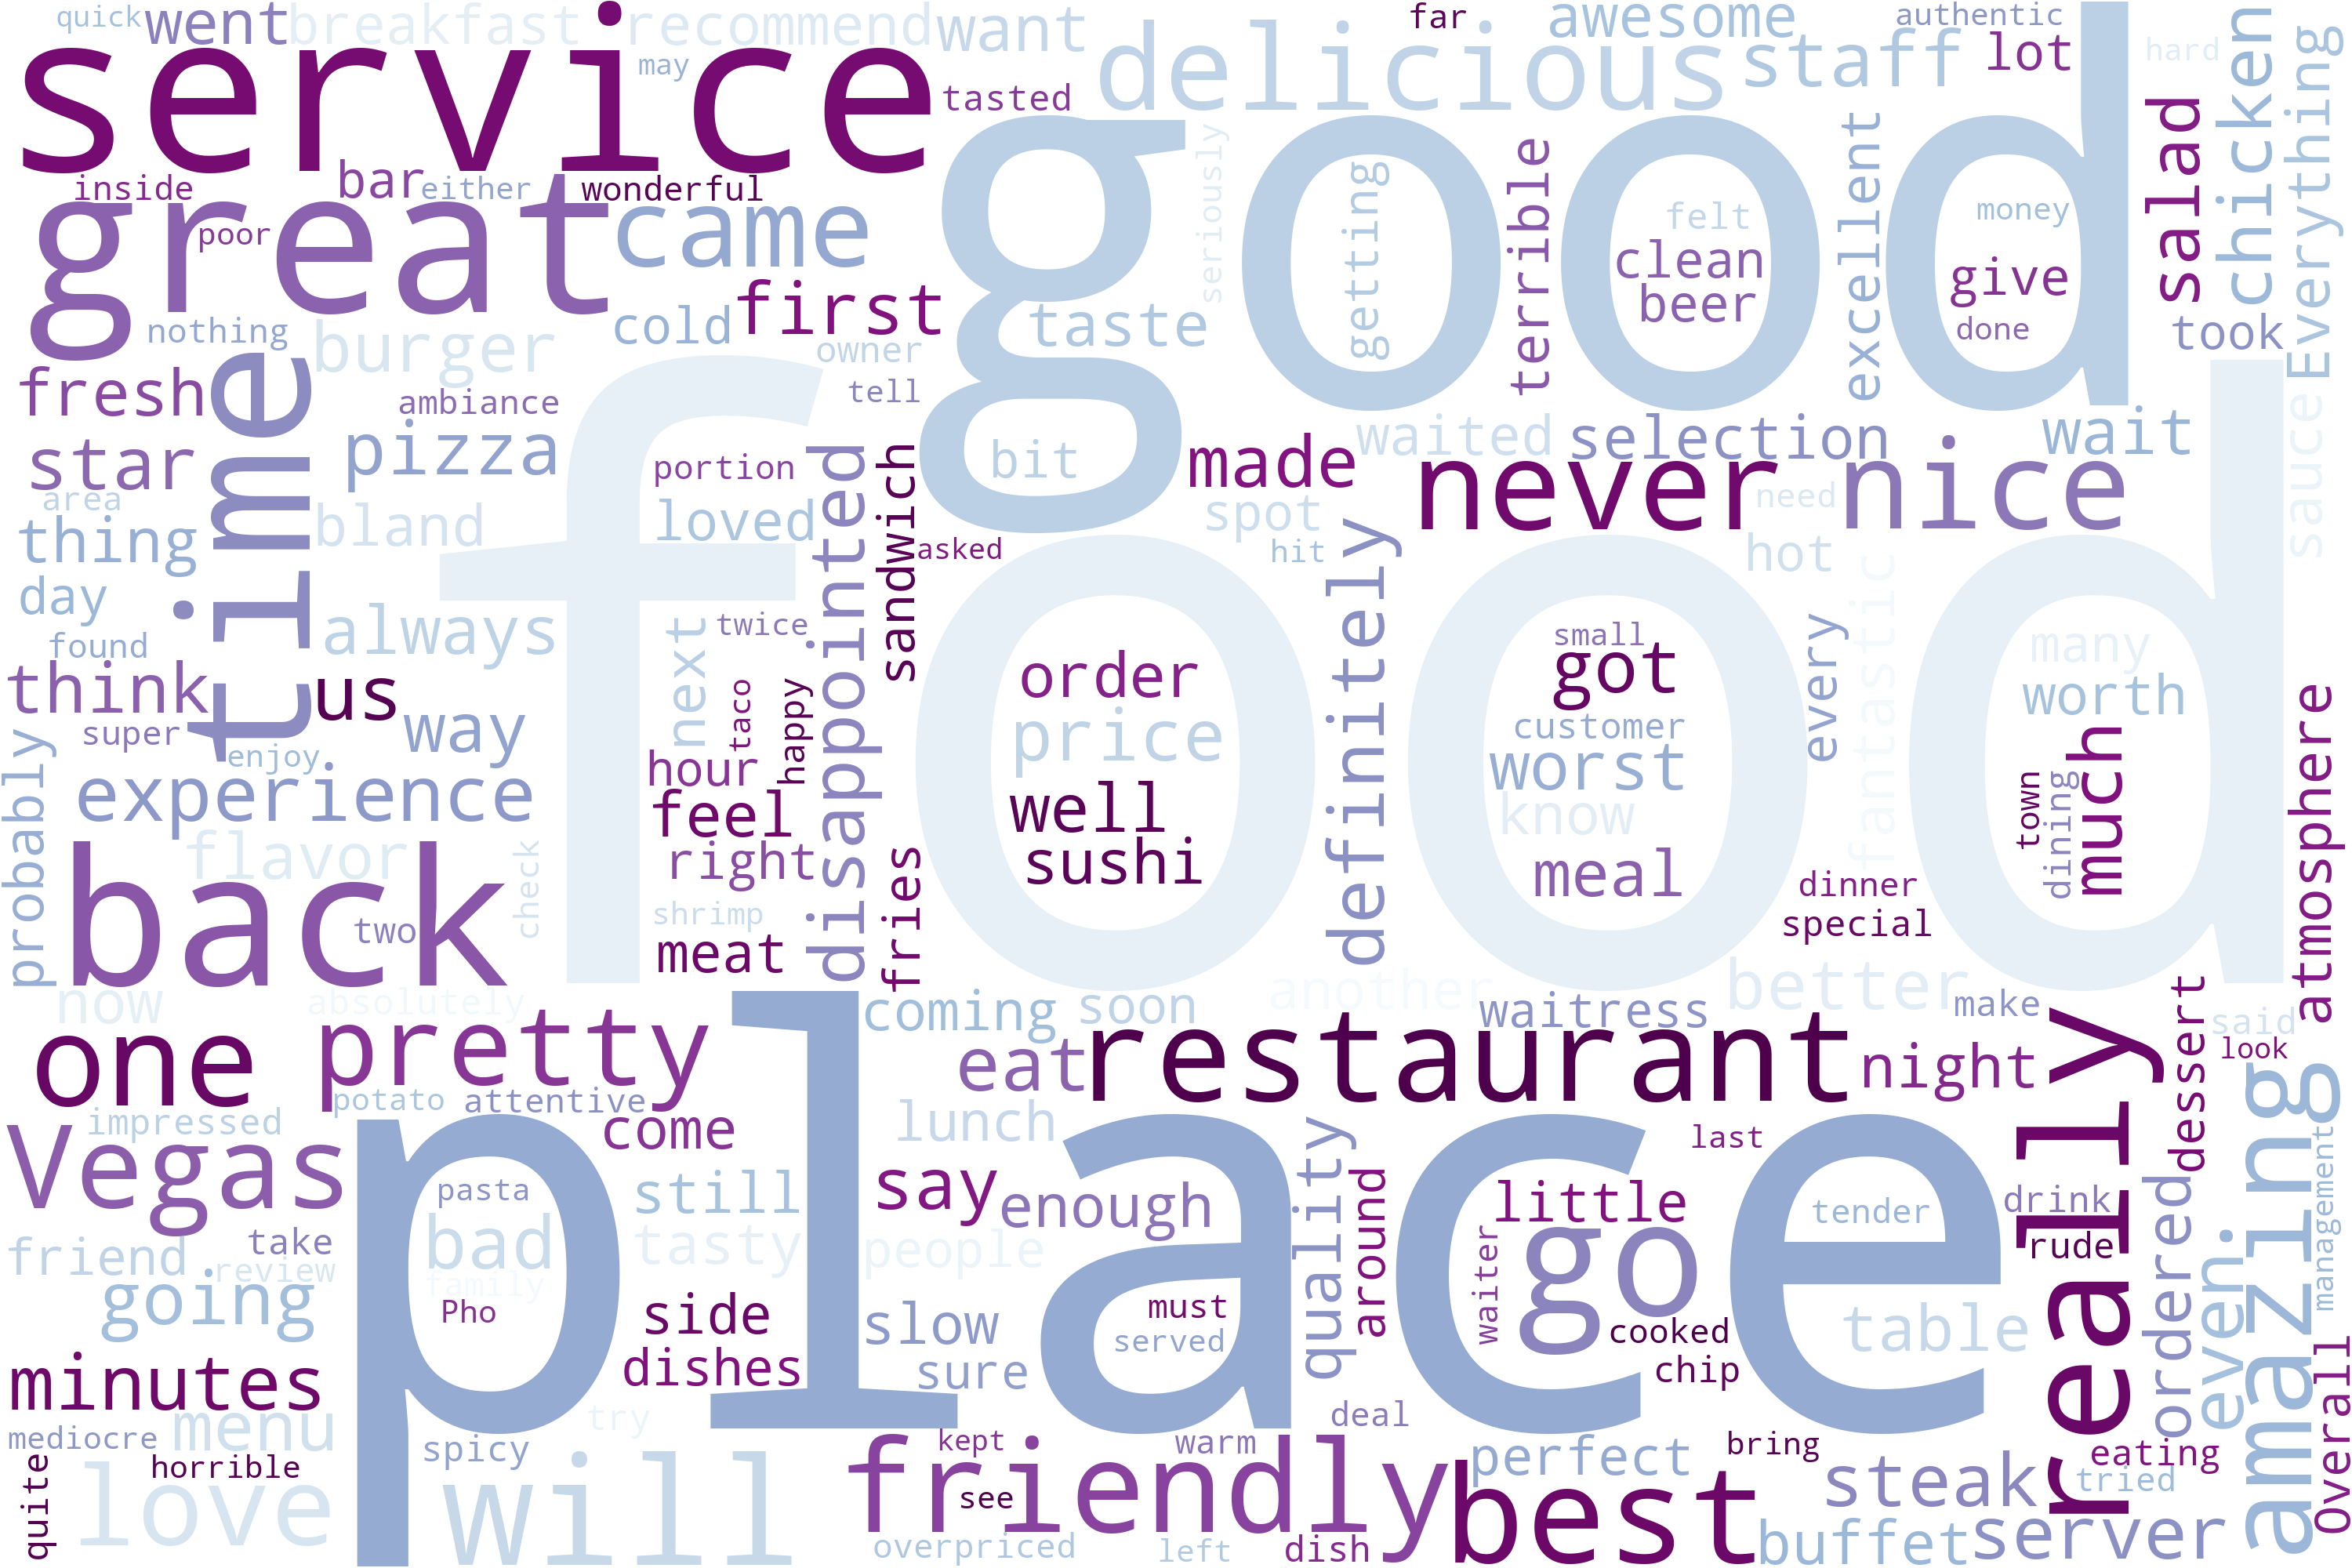 quick
went
breakfast
recommend
want
far
awesome
authentic
service
may
delicious
staff
lot
hard
chicken
Everything
tasted
good
salad
inside
bar
either
wonderful
seriously
getting
terrible
felt
excellent
money
great
poor
came
clean
give
beer
done
took
nothing
time
burger
cold
first
owner
taste
fresh
ambiance
tell
star
pizza
portion
disappointed
sandwich
bit
made
waited
selection
wait
sauce
area
thing
bland
loved
asked
spot
hit
never
need
nice
hot
fantastic
day
food
found
always
next
twice
definitely
small
every
many
think
us
way
taco
happy
order
price
got
customer
worst
worth
much
atmosphere
super
enjoy
probably
experience
hour
feel
well
know
town
dining
flavor
right
sushi
meal
dinner
back
two
check
shrimp
meat
fries
special
now
absolutely
coming
soon
another
waitress
better
make
really
dessert
said
look
one
pretty
eat
restaurant
night
amazing
impressed
potato
attentive
come
lunch
quality
last
management
Vegas
place
pasta
still
say
enough
around
little
tender
drink
ordered
even
friend
take
review
bad
tasty
people
waiter
go
rude
going
family
Pho
side
slow
must
served
cooked
table
minutes
dishes
sure
chip
Overall
mediocre
menu
spicy
try
kept
warm
deal
perfect
bring
steak
eating
quite
horrible
love
will
friendly
see
best
tried
overpriced
left
dish
buffet
server